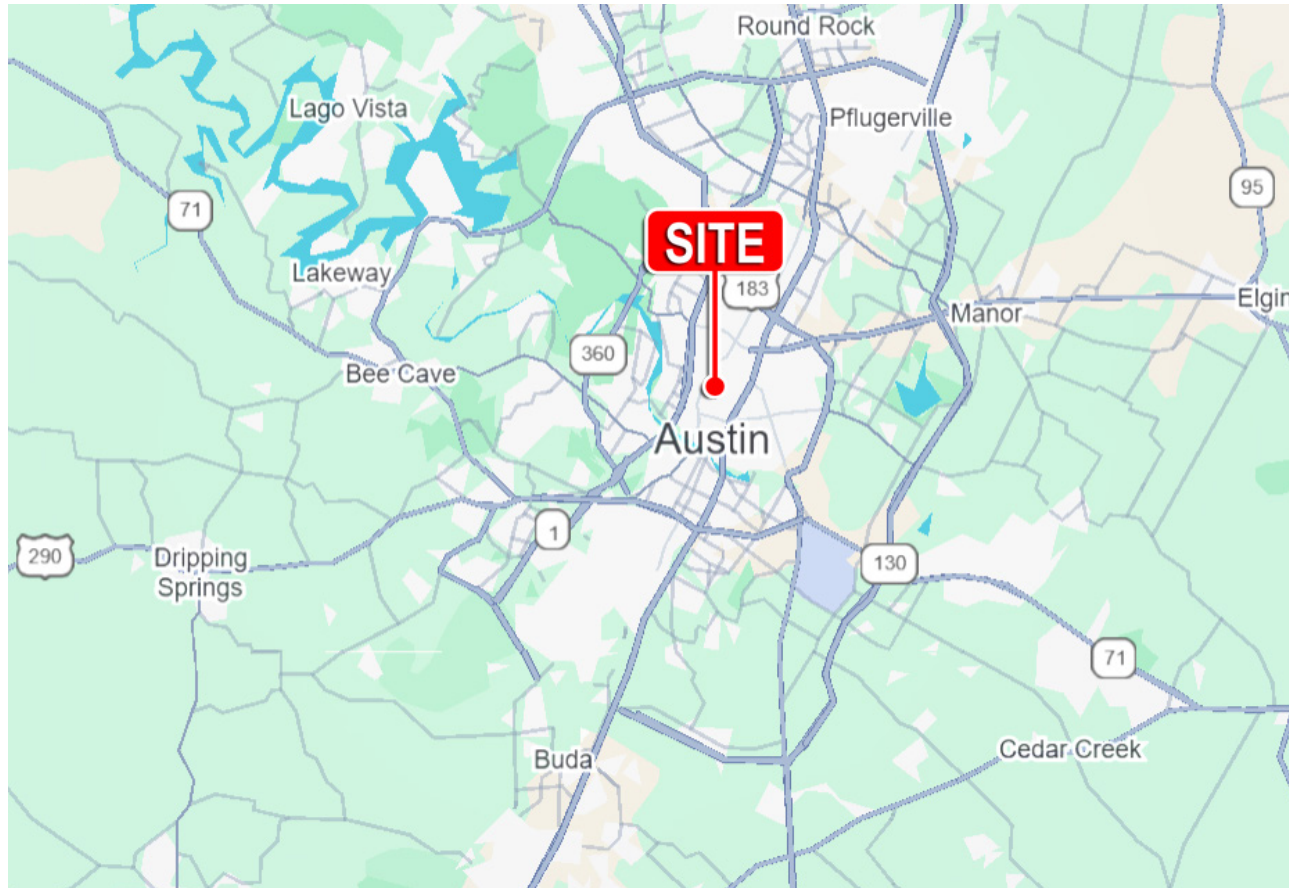 Round Rock
Lago Vista
Pflugerville
71
95
SITE
Lakeway
183
Elgin
Manor
360
Bee Cave
Austin
1
290
Dripping
Springs
130
71
Buda
Cedar Creek